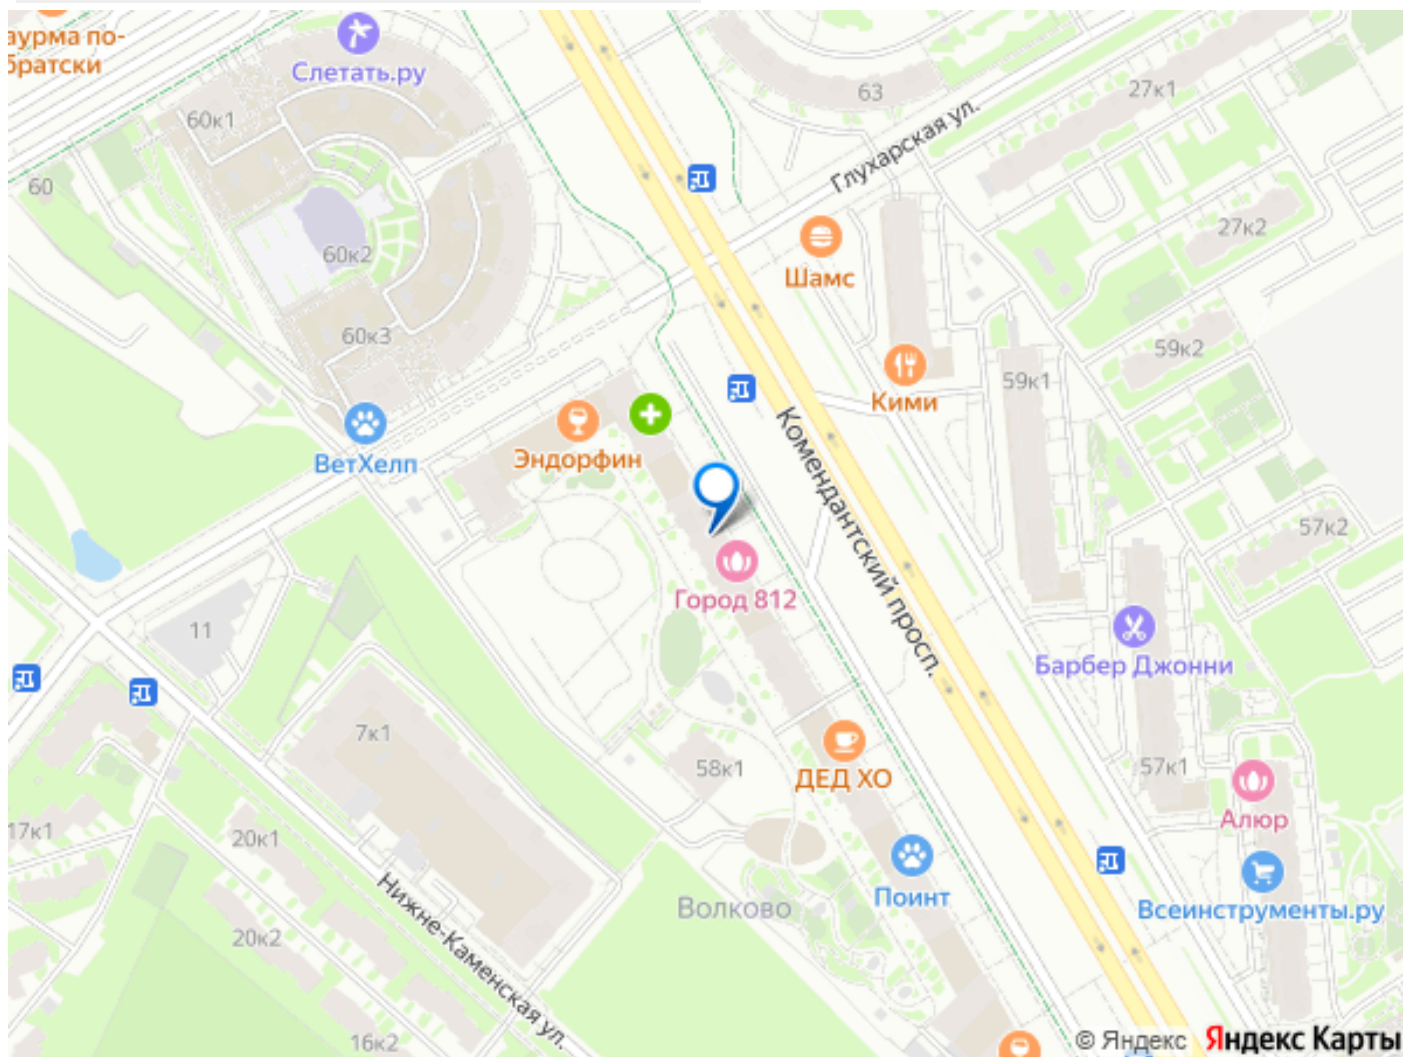 аурма по-
братски
Слетать.ру
63
27к1
60к1
Глухарская ул.
60
27к2
60к2
Шамс
60к3
59к2
59к1
Кими
Комендантский просп.
Эндорфин
ВетХелп
57к2
Город 812
11
Барбер Джонни
7к1
58к1
57к1
ДЕД ХО
Алюр
17к1
20к1
Поинт
Волково
Всеинструменты.ру
Нижне-Каменская ул.
20к2
16к2
© Яндекс Яндекс Карты